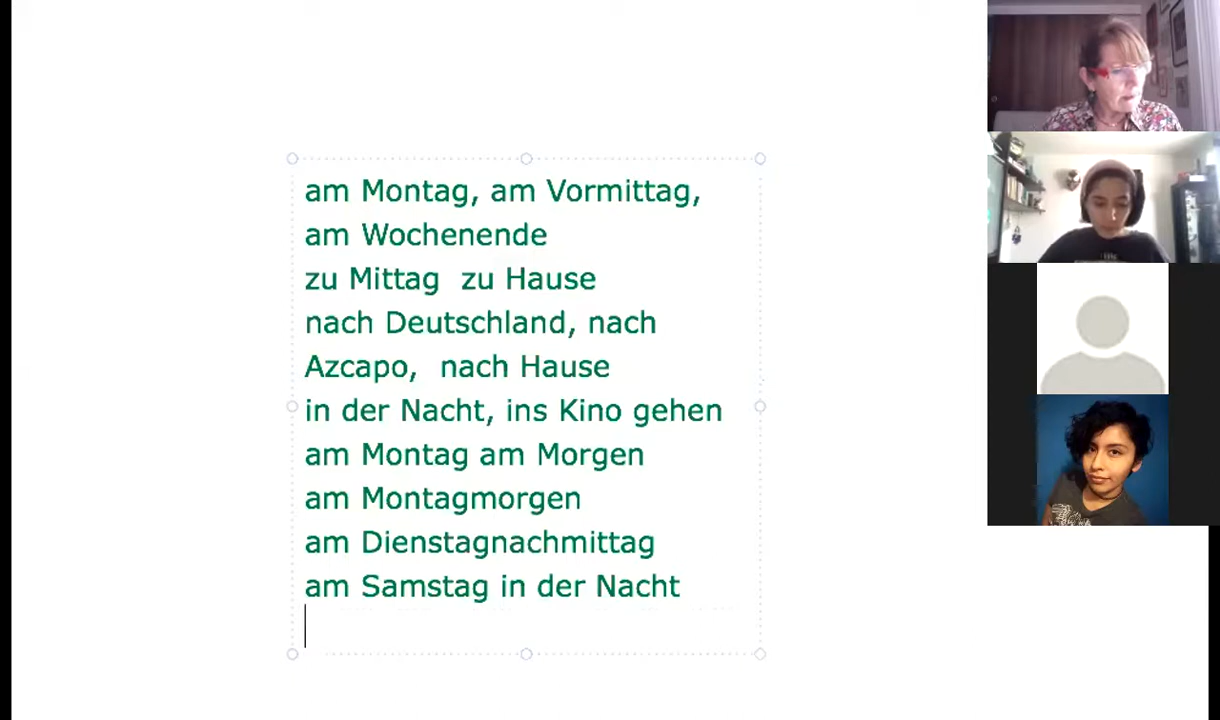 am Montag, am Vormittag,
am Wochenende
zu Mittag  zu Hause
nach Deutschland, nach
Azcapo,  nach Hause
in der Nacht, ins Kino gehen
am Montag am Morgen
am Montagmorgen
am Dienstagnachmittag
am Samstag in der Nacht